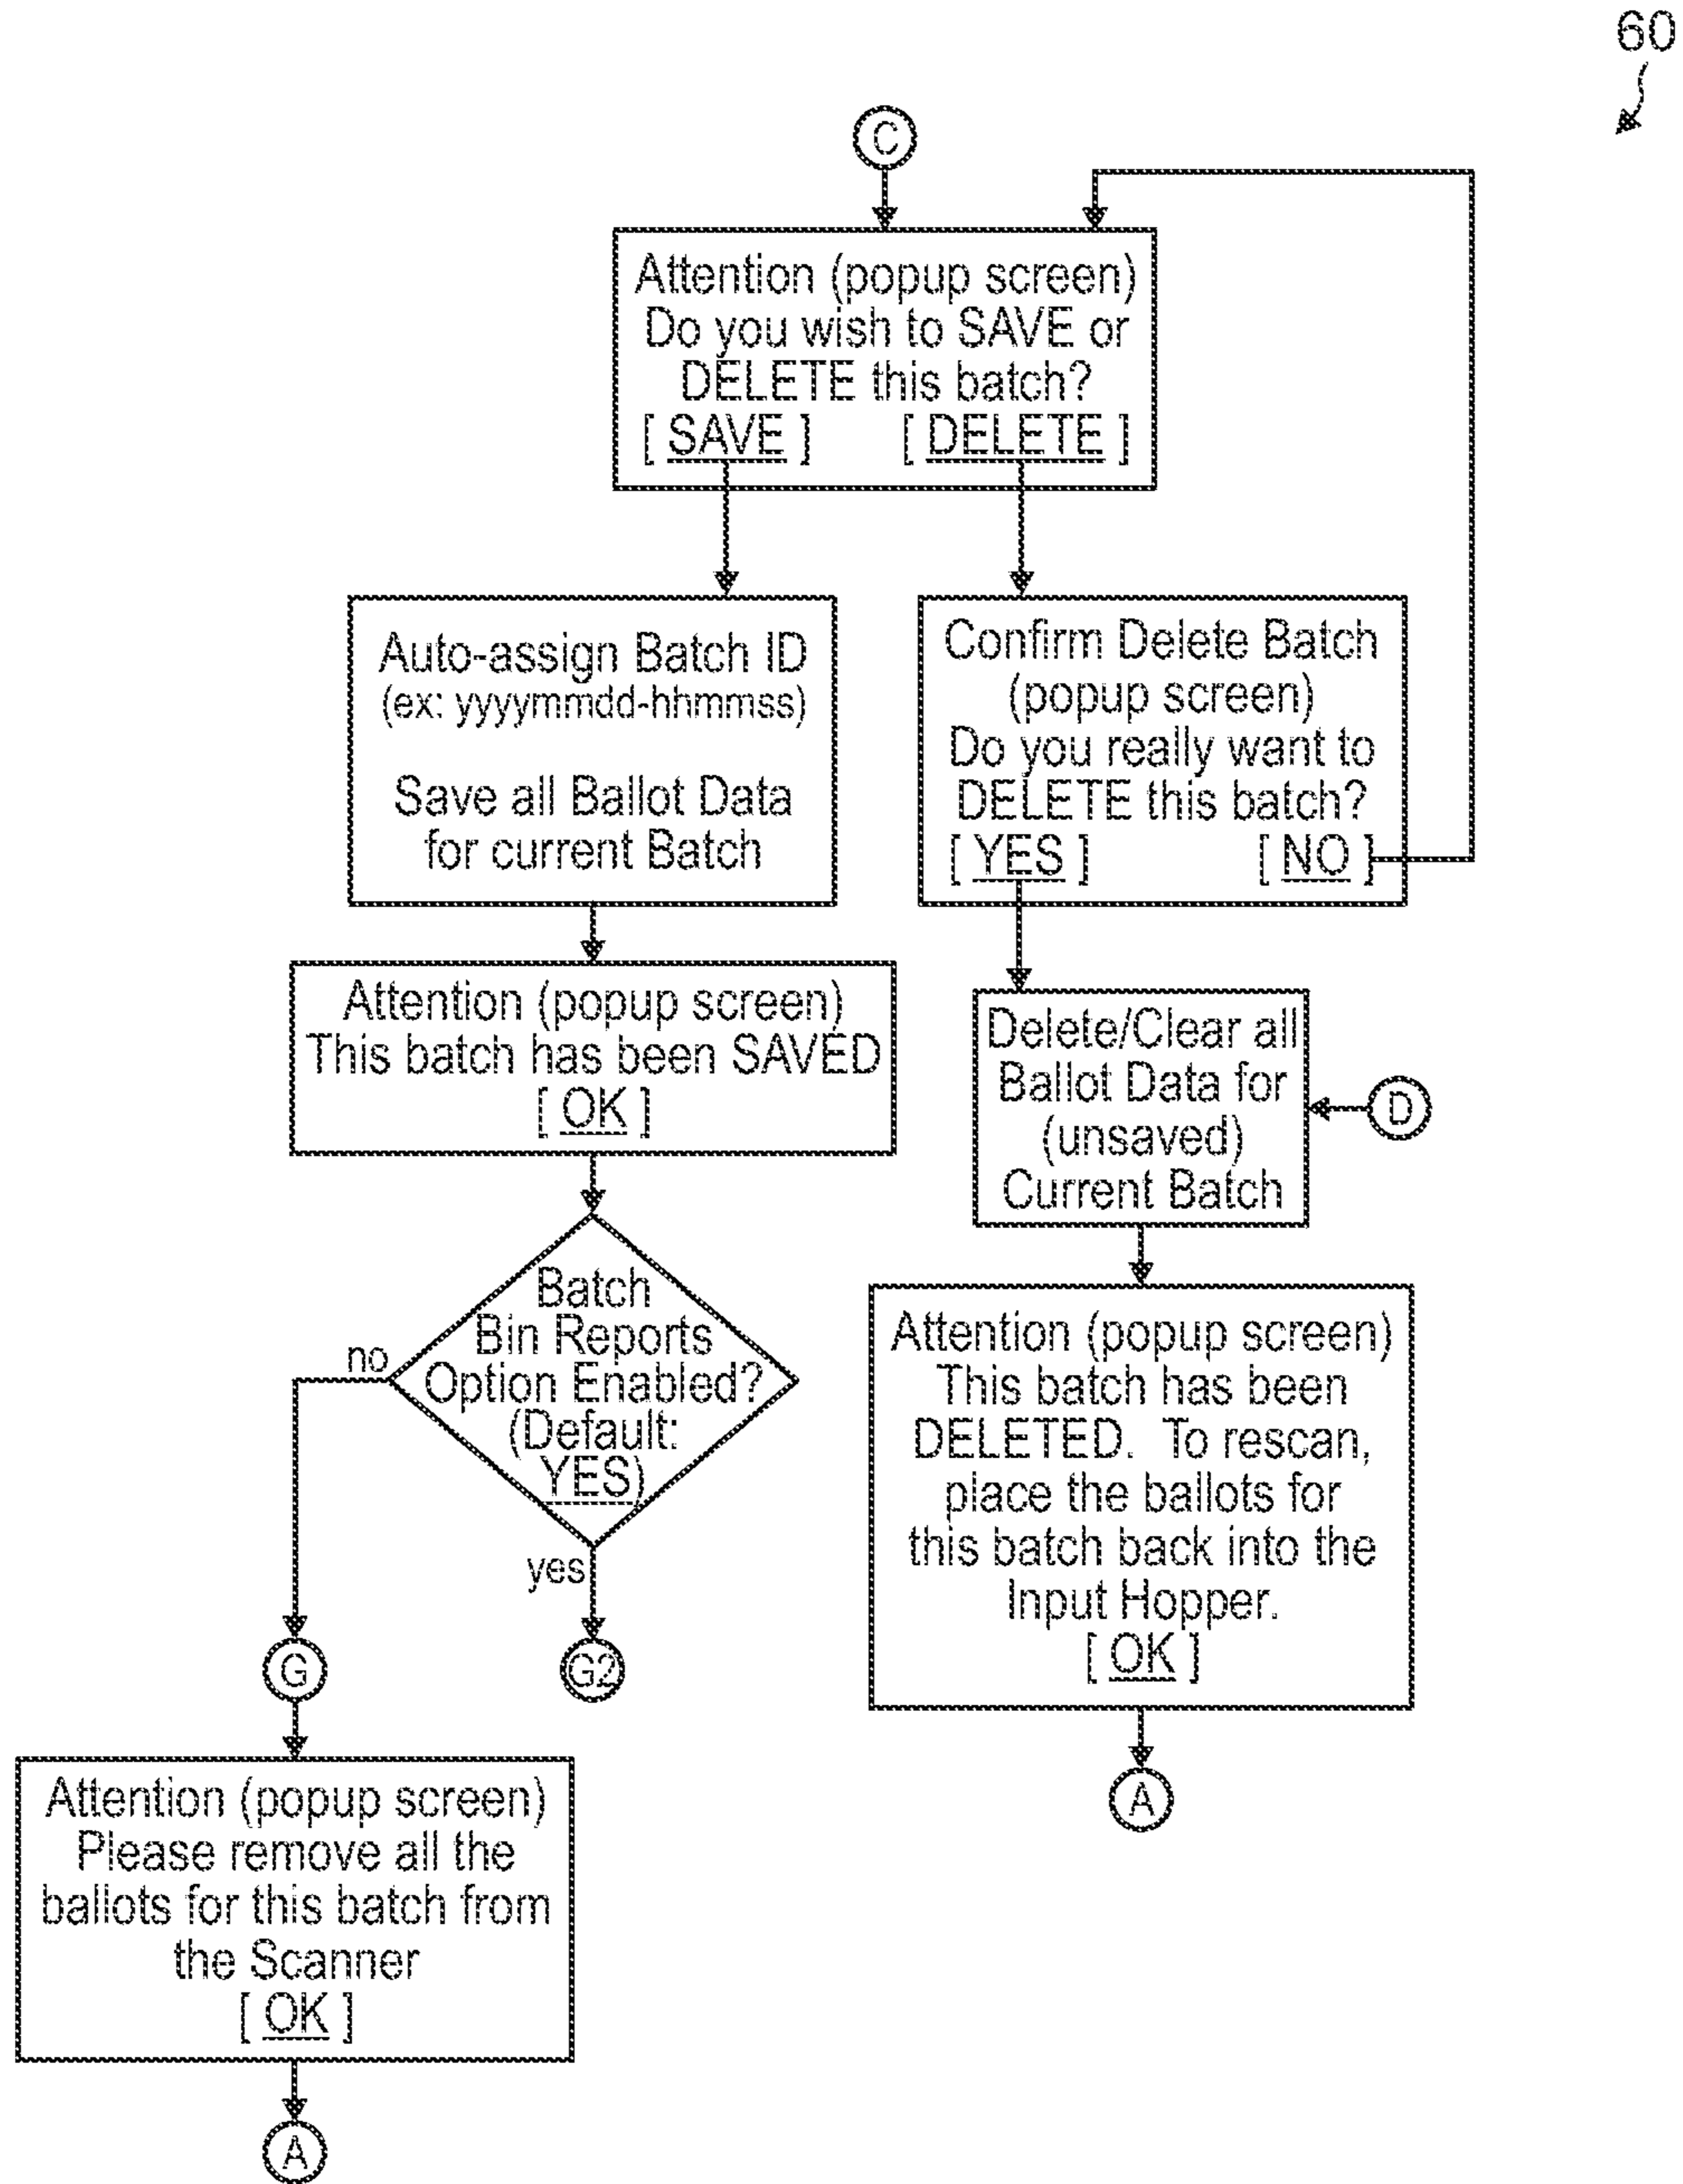 60
C
Attention (popup screen)
Do you wish to SAVE or
DELETE this batch?
[ SAVE ] [ DELETE ]
Auto-assign Batch ID
(ex: yyyymmdd-hhmmss)
Save all Ballot Data
for current Batch
Confirm Delete Batch
(popup screen)
Do you really want to
DELETE this batch?
[ YES ] [ NO ]
Attention (popup screen)
This batch has been SAVED
[ OK ]
Delete/Clear all
Ballot Data for
(unsaved)
Current Batch
D
Batch
Bin Reports
Option Enabled?
(Default:
YES)
no
yes
G
G2
Attention (popup screen)
This batch has been
DELETED. To rescan,
place the ballots for
this batch back into the
Input Hopper.
[ OK ]
A
Attention (popup screen)
Please remove all the
ballots for this batch from
the Scanner
[ OK ]
A